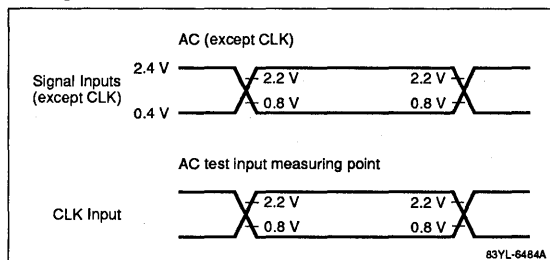 AC (except CLK)
2.4 V
2.2 V 2.2 V
Signal Inputs
(except CLK)
0.8 V 0.8 V
0.4 V
AC test input measuring point
2.2 V 2.2 V
CLK Input
0.8 V 0.8 V
83YL-6484A